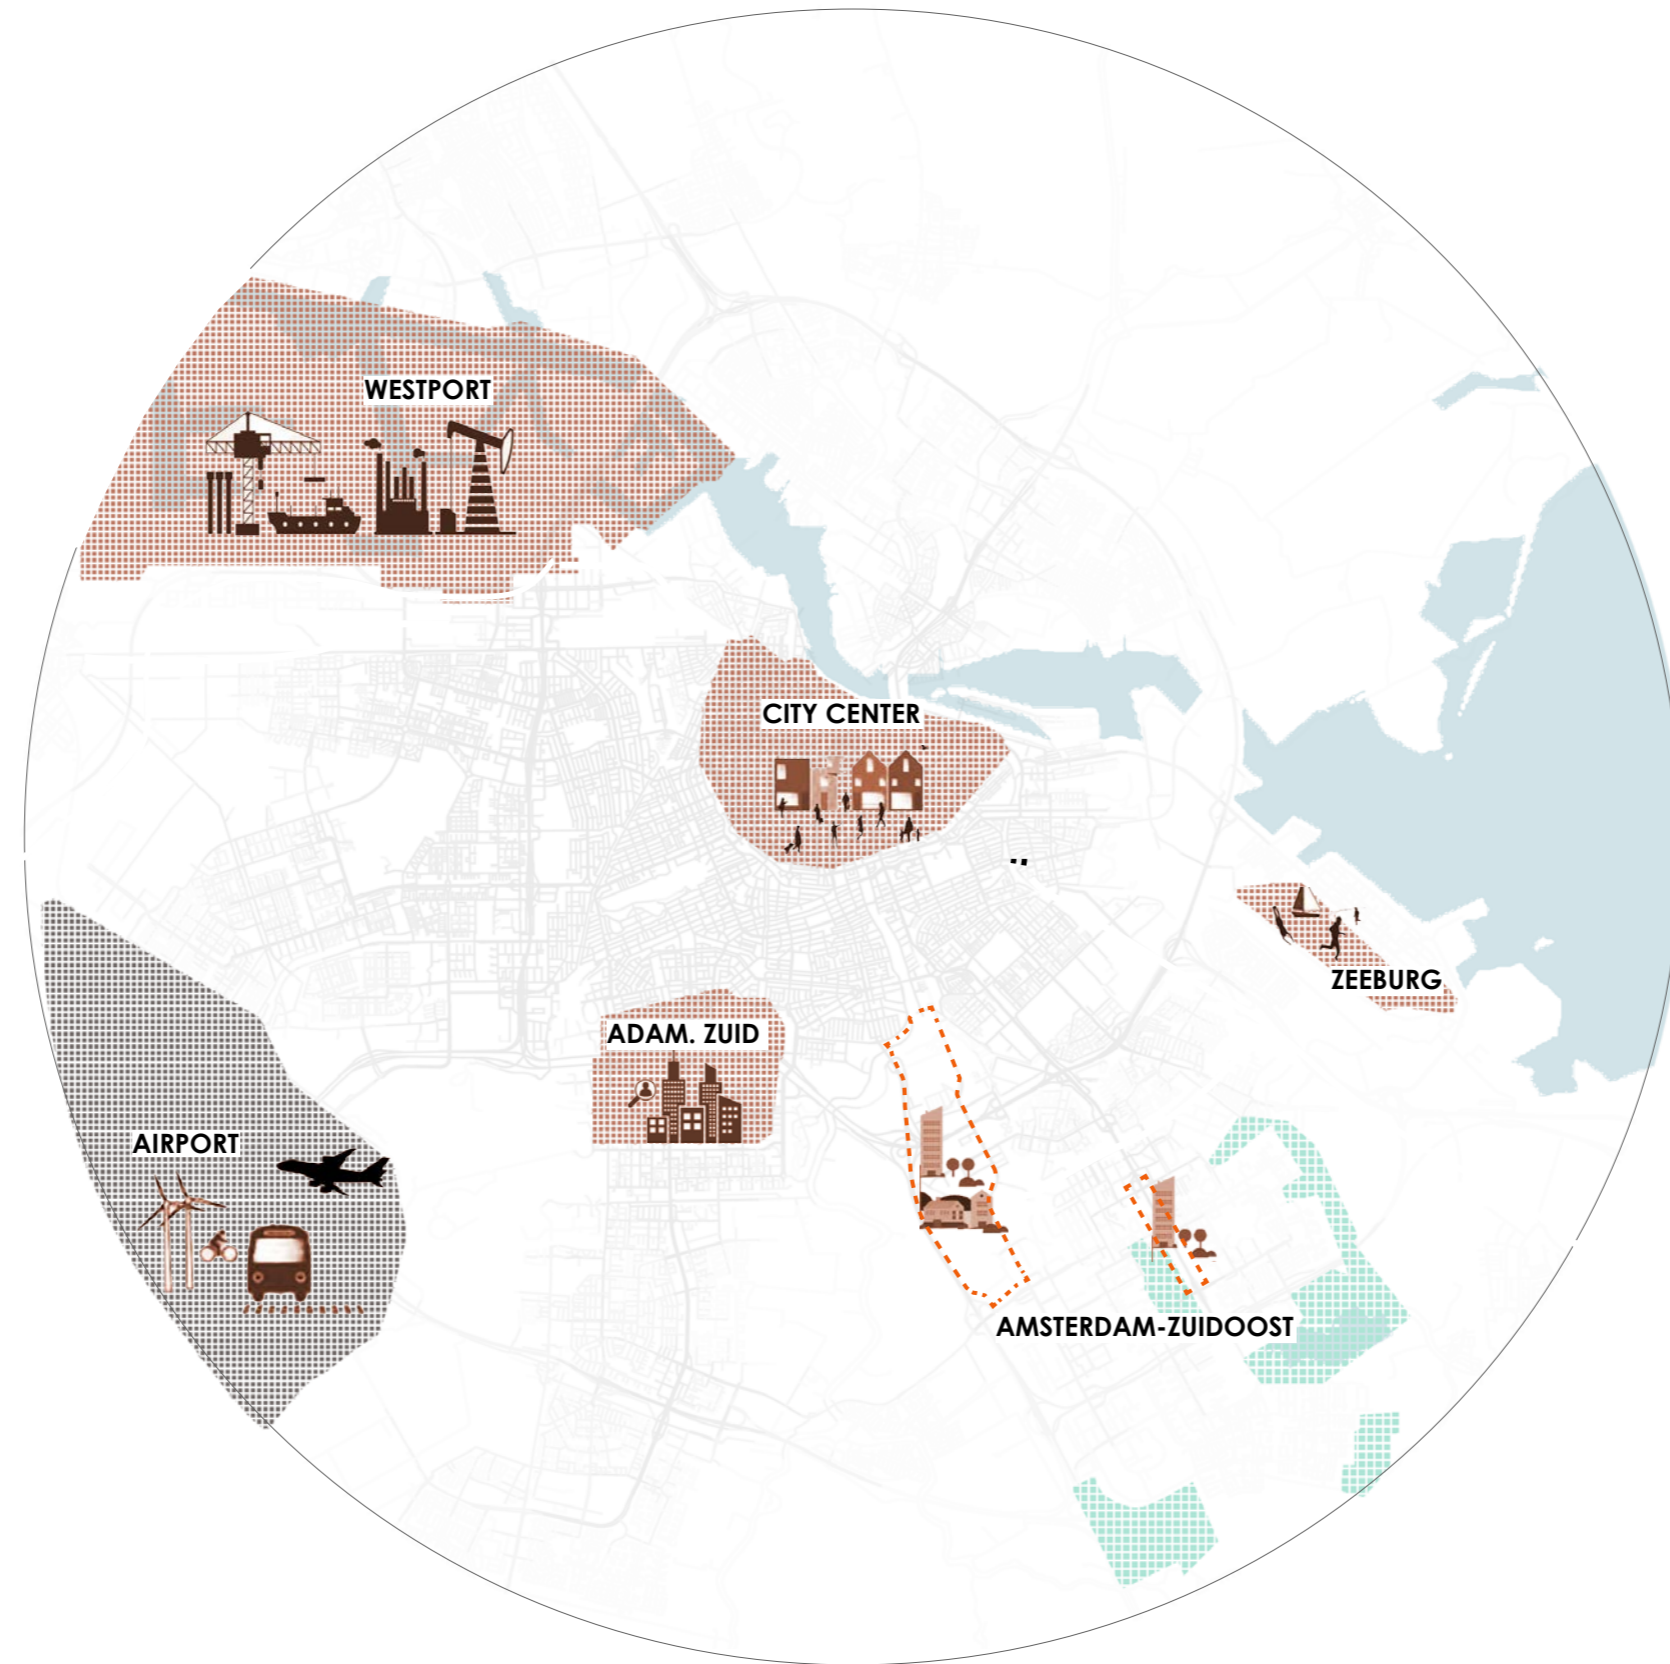 WESTPORT
CITY CENTER
ZEEBURG
ADAM. ZUID
AIRPORT
AMSTERDAM-ZUIDOOST